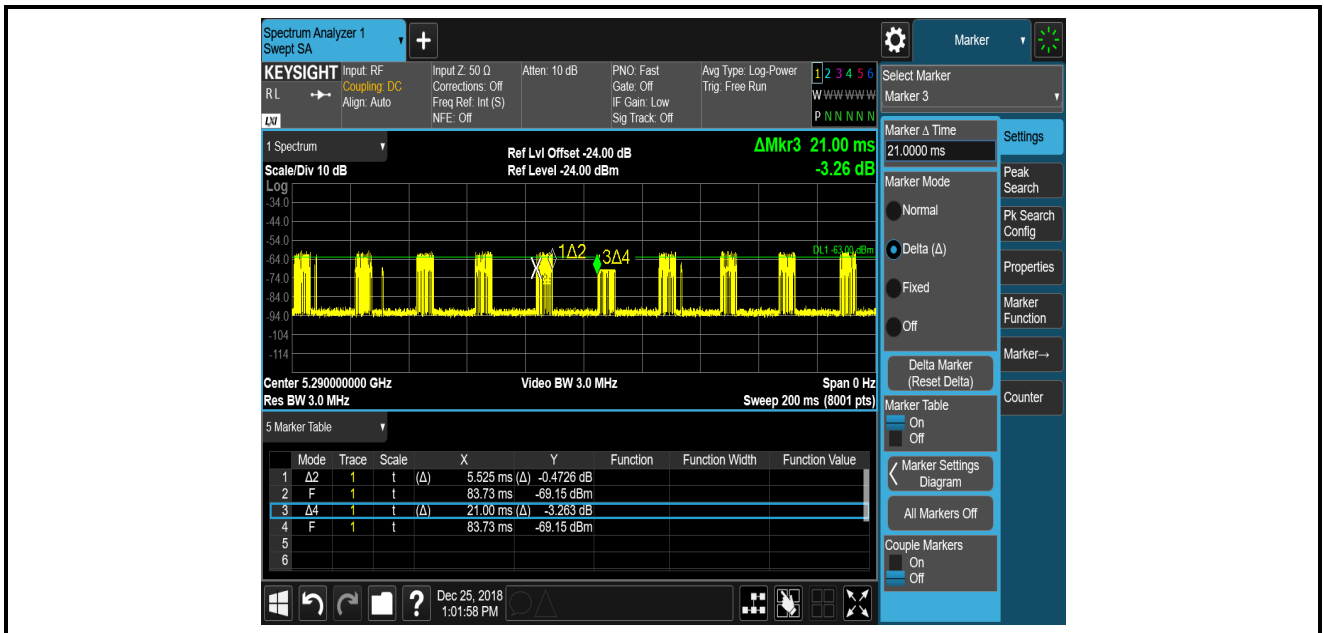 Spectrum Analyzer 1
Swept SA
+
Marker
KEYSIGHT
RL
LXI
Input: RF
Coupling: DC
Align: Auto
Input Z: 50 Ω
Corrections: Off
Freq Ref: Int (S)
NFE: Off
Atten: 10 dB
PNO: Fast
Gate: Off
IF Gain: Low
Sig Track: Off
Avg Type: Log-Power
Trig: Free Run
1 2 3 4 5 6
W W W W W W
P N N N N N
Select Marker
Marker 3
1 Spectrum
Ref Lvl Offset -24.00 dB
ΔMkr3 21.00 ms
Scale/Div 10 dB
Ref Level -24.00 dBm
-3.26 dB
Log
-34.0
-44.0
-54.0
-64.0
-74.0
-84.0
-94.0
-104
-114
1Δ2
3Δ4
DL1 -63.00 dBm
Center 5.290000000 GHz
Video BW 3.0 MHz
Span 0 Hz
Res BW 3.0 MHz
Sweep 200 ms (8001 pts)
5 Marker Table
Mode Trace Scale X Y Function Function Width Function Value
1 Δ2 1 t (Δ) 5.525 ms (Δ) -0.4726 dB
2 F 1 t 83.73 ms -69.15 dBm
3 Δ4 1 t (Δ) 21.00 ms (Δ) -3.263 dB
4 F 1 t 83.73 ms -69.15 dBm
5
6
Marker Δ Time
21.0000 ms
Marker Mode
Normal
Delta (Δ)
Fixed
Off
Delta Marker
(Reset Delta)
Marker Table
On
Off
Marker Settings
Diagram
All Markers Off
Couple Markers
On
Off
Settings
Peak
Search
Pk Search
Config
Properties
Marker
Function
Marker→
Counter
?
Dec 25, 2018
1:01:58 PM